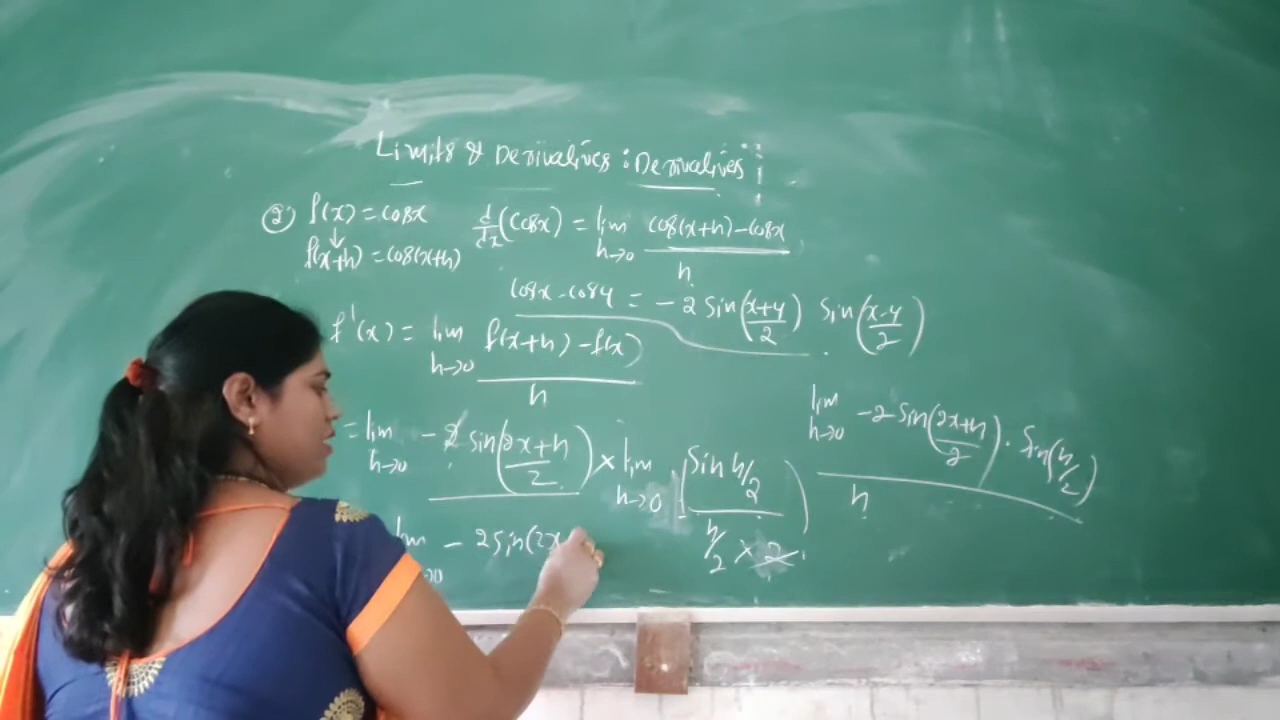 Limits & Derivatives : Derivatives :
② f(x) = cosx d/dx (cosx) = lim h→0 cos(x+h) - cosx / h
↓
f(x+h) = cos(x+h)
cosx - cosy = - 2 sin(x+y/2) sin(x-y/2)
f'(x) = lim h→0 f(x+h) - f(x) / h
lim h→0 -2 sin(2x+h/2) . sin(h/2) / h
= lim h→0 - 2 sin(2x+h/2) × lim h→0 (sin h/2 / h/2 × 2)
- 2 sin(2x